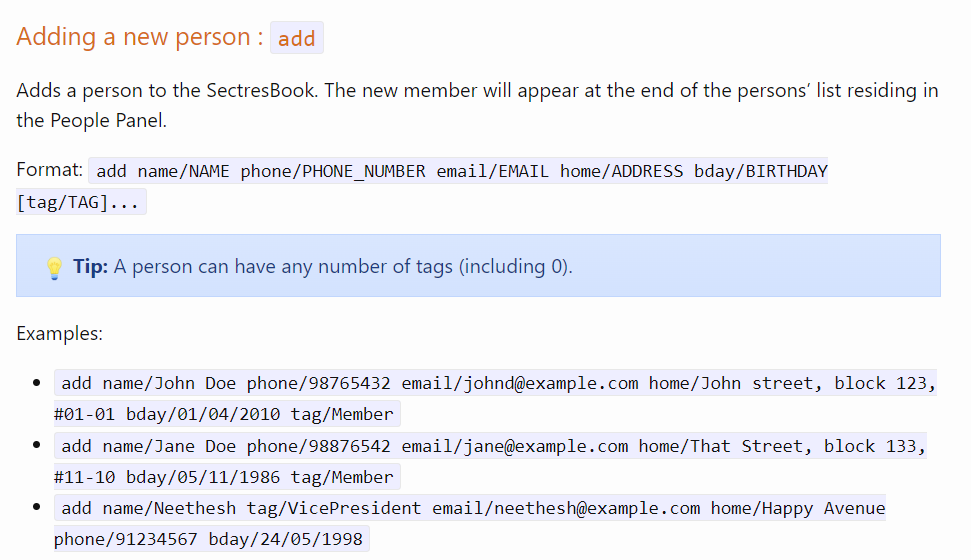 Adding a new person : add
Adds a person to the SectresBook. The new member will appear at the end of the persons’ list residing in
the People Panel.
Format: add name/NAME phone/PHONE_NUMBER email/EMAIL home/ADDRESS bday/BIRTHDAY
[tag/TAG]...
Tip: A person can have any number of tags (including 0).
Examples:
add name/John Doe phone/98765432 email/johnd@example.com home/John street, block 123,
#01-01 bday/01/04/2010 tag/Member
add name/Jane Doe phone/98876542 email/jane@example.com home/That Street, block 133,
#11-10 bday/05/11/1986 tag/Member
add name/Neethesh tag/VicePresident email/neethesh@example.com home/Happy Avenue
phone/91234567 bday/24/05/1998